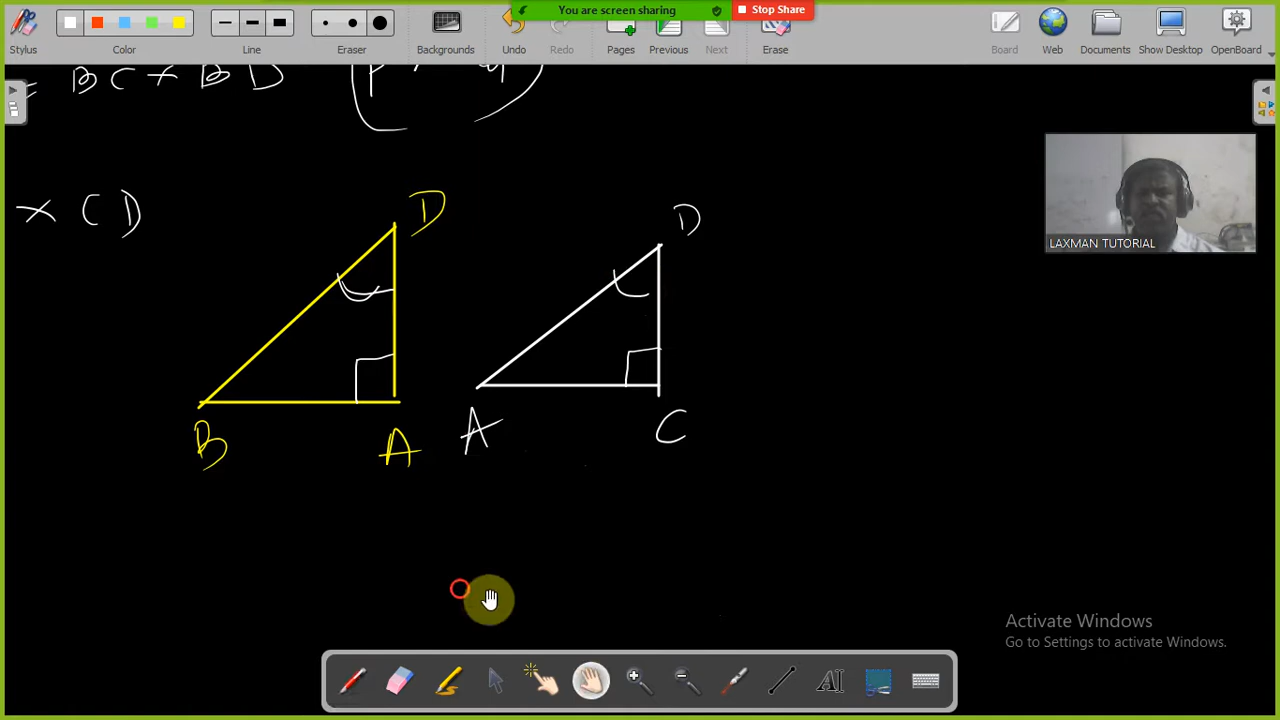 You are screen sharing Stop Share
Stylus Color Line Eraser Backgrounds Undo Redo Pages Previous Next Erase Board Web Documents Show Desktop OpenBoard
= BC × BD
× CD
D
D
LAXMAN TUTORIAL
B A A C
Activate Windows
Go to Settings to activate Windows.